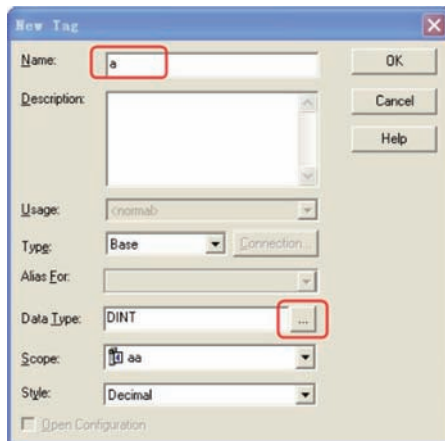 New Tag
Name: a OK
Description: Cancel
Help
Usage: <normal>
Type: Base Connection...
Alias For:
Data Type: DINT ...
Scope: aa
Style: Decimal
Open Configuration